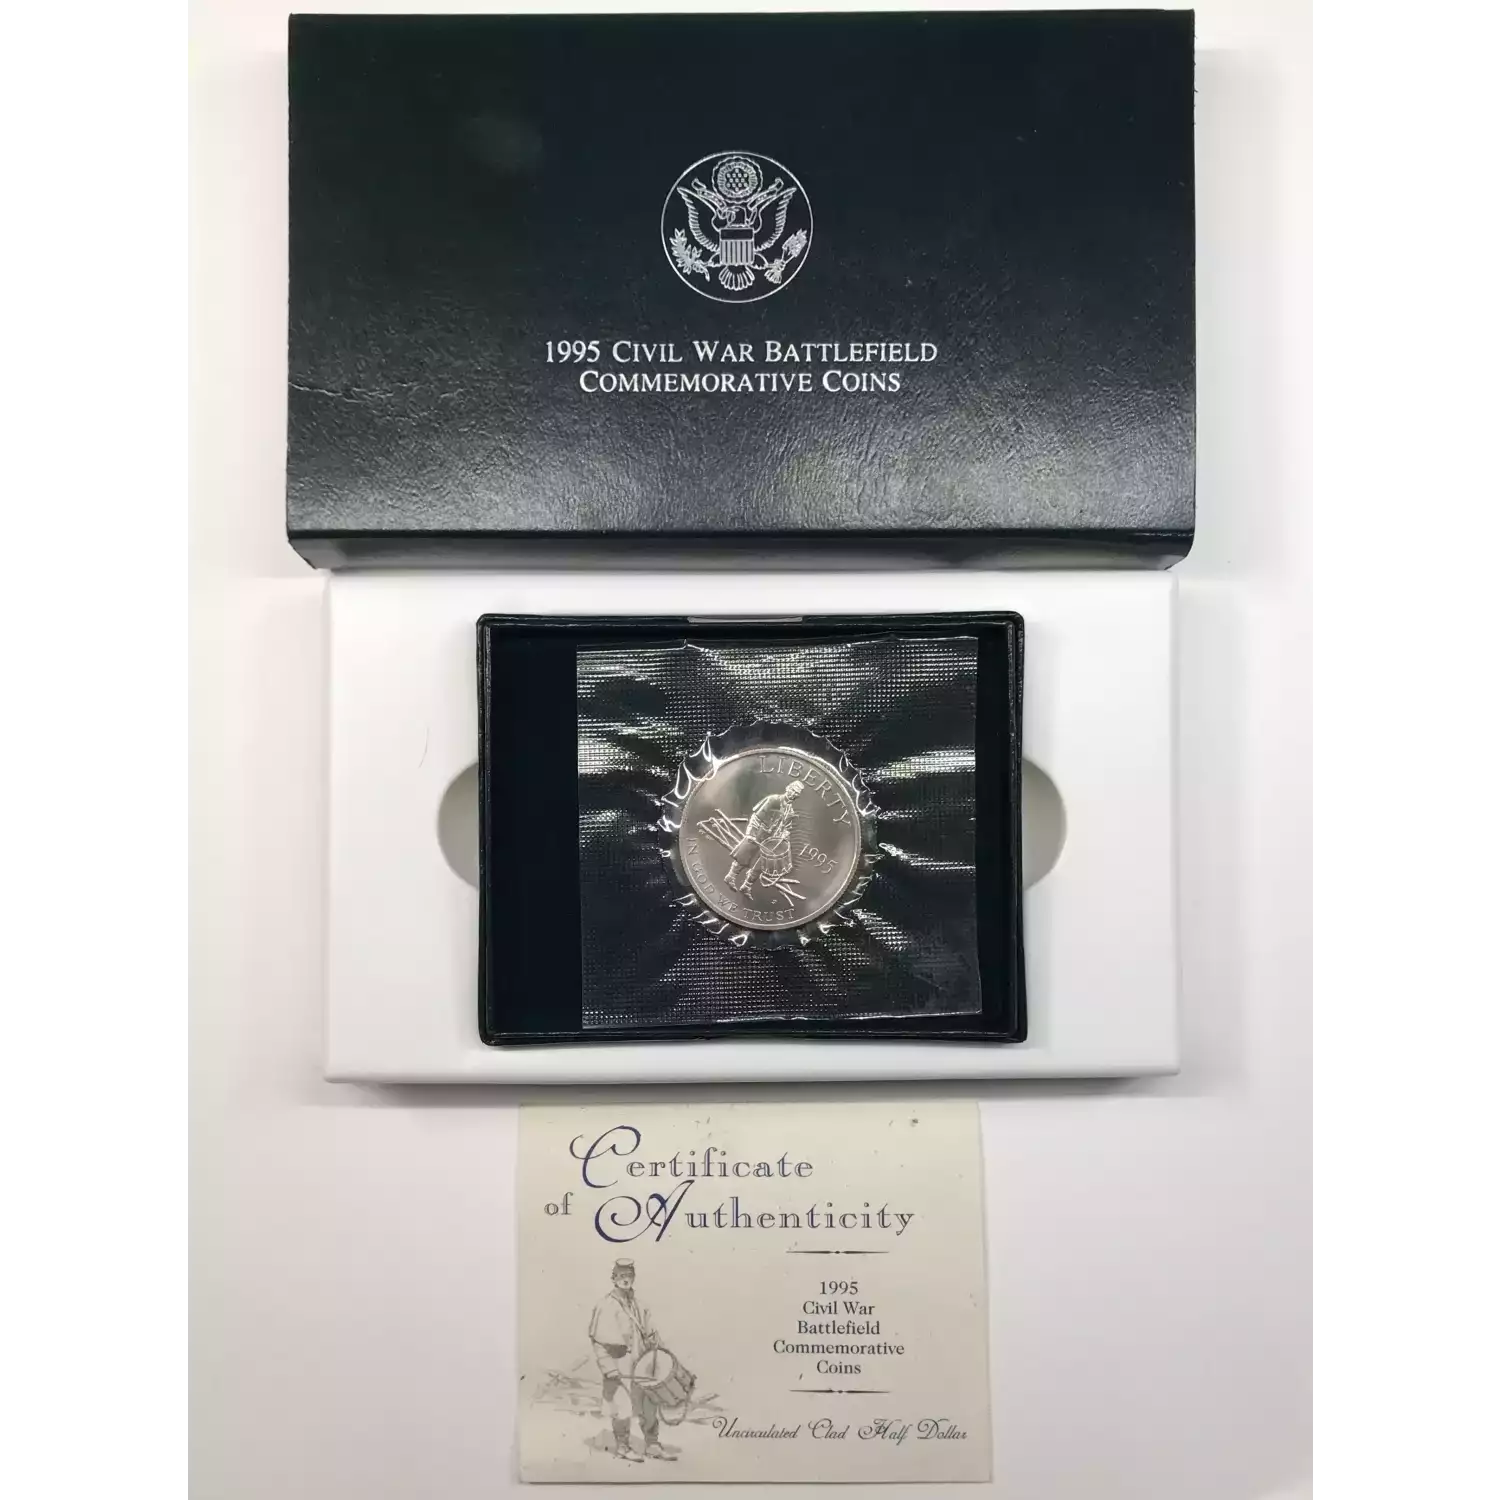 1995 CIVIL WAR BATTLEFIELD
COMMEMORATIVE COINS
LIBERTY
1995
IN GOD WE TRUST
Certificate
of Authenticity
1995
Civil War
Battlefield
Commemorative
Coins
Uncirculated Clad Half Dollar